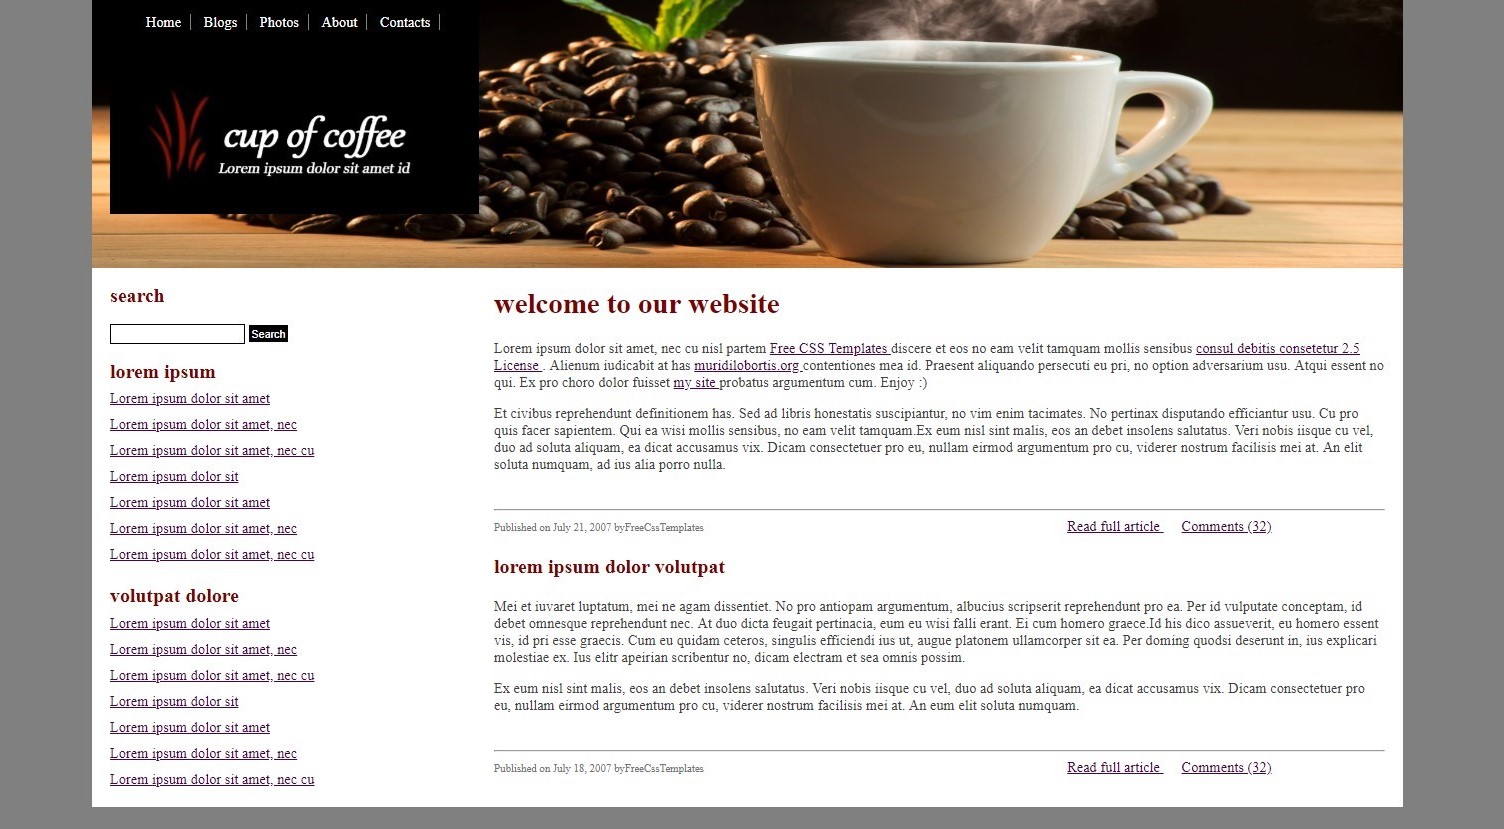 Home Blogs Photos About Contacts
cup of coffee
Lorem ipsum dolor sit amet id
search
Search
lorem ipsum
Lorem ipsum dolor sit amet
Lorem ipsum dolor sit amet, nec
Lorem ipsum dolor sit amet, nec cu
Lorem ipsum dolor sit
Lorem ipsum dolor sit amet
Lorem ipsum dolor sit amet, nec
Lorem ipsum dolor sit amet, nec cu
volutpat dolore
Lorem ipsum dolor sit amet
Lorem ipsum dolor sit amet, nec
Lorem ipsum dolor sit amet, nec cu
Lorem ipsum dolor sit
Lorem ipsum dolor sit amet
Lorem ipsum dolor sit amet, nec
Lorem ipsum dolor sit amet, nec cu
welcome to our website
Lorem ipsum dolor sit amet, nec cu nisl partem Free CSS Templates discere et eos no eam velit tamquam mollis sensibus consul debitis consetetur 2.5
License . Alienum iudicabit at has muridilobortis.org contentiones mea id. Praesent aliquando persecuti eu pri, no option adversarium usu. Atqui essent no
qui. Ex pro choro dolor fuisset my site probatus argumentum cum. Enjoy :)
Et civibus reprehendunt definitionem has. Sed ad libris honestatis suscipiantur, no vim enim tacimates. No pertinax disputando efficiantur usu. Cu pro
quis facer sapientem. Qui ea wisi mollis sensibus, no eam velit tamquam.Ex eum nisl sint malis, eos an debet insolens salutatus. Veri nobis iisque cu vel,
duo ad soluta aliquam, ea dicat accusamus vix. Dicam consectetuer pro eu, nullam eirmod argumentum pro cu, viderer nostrum facilisis mei at. An elit
soluta numquam, ad ius alia porro nulla.
Published on July 21, 2007 byFreeCssTemplates Read full article Comments (32)
lorem ipsum dolor volutpat
Mei et iuvaret luptatum, mei ne agam dissentiet. No pro antiopam argumentum, albucius scripserit reprehendunt pro ea. Per id vulputate conceptam, id
debet omnesque reprehendunt nec. At duo dicta feugait pertinacia, eum eu wisi falli erant. Ei cum homero graece.Id his dico assueverit, eu homero essent
vis, id pri esse graecis. Cum eu quidam ceteros, singulis efficiendi ius ut, augue platonem ullamcorper sit ea. Per doming quodsi deserunt in, ius explicari
molestiae ex. Ius elitr apeirian scribentur no, dicam electram et sea omnis possim.
Ex eum nisl sint malis, eos an debet insolens salutatus. Veri nobis iisque cu vel, duo ad soluta aliquam, ea dicat accusamus vix. Dicam consectetuer pro
eu, nullam eirmod argumentum pro cu, viderer nostrum facilisis mei at. An eum elit soluta numquam.
Published on July 18, 2007 byFreeCssTemplates Read full article Comments (32)